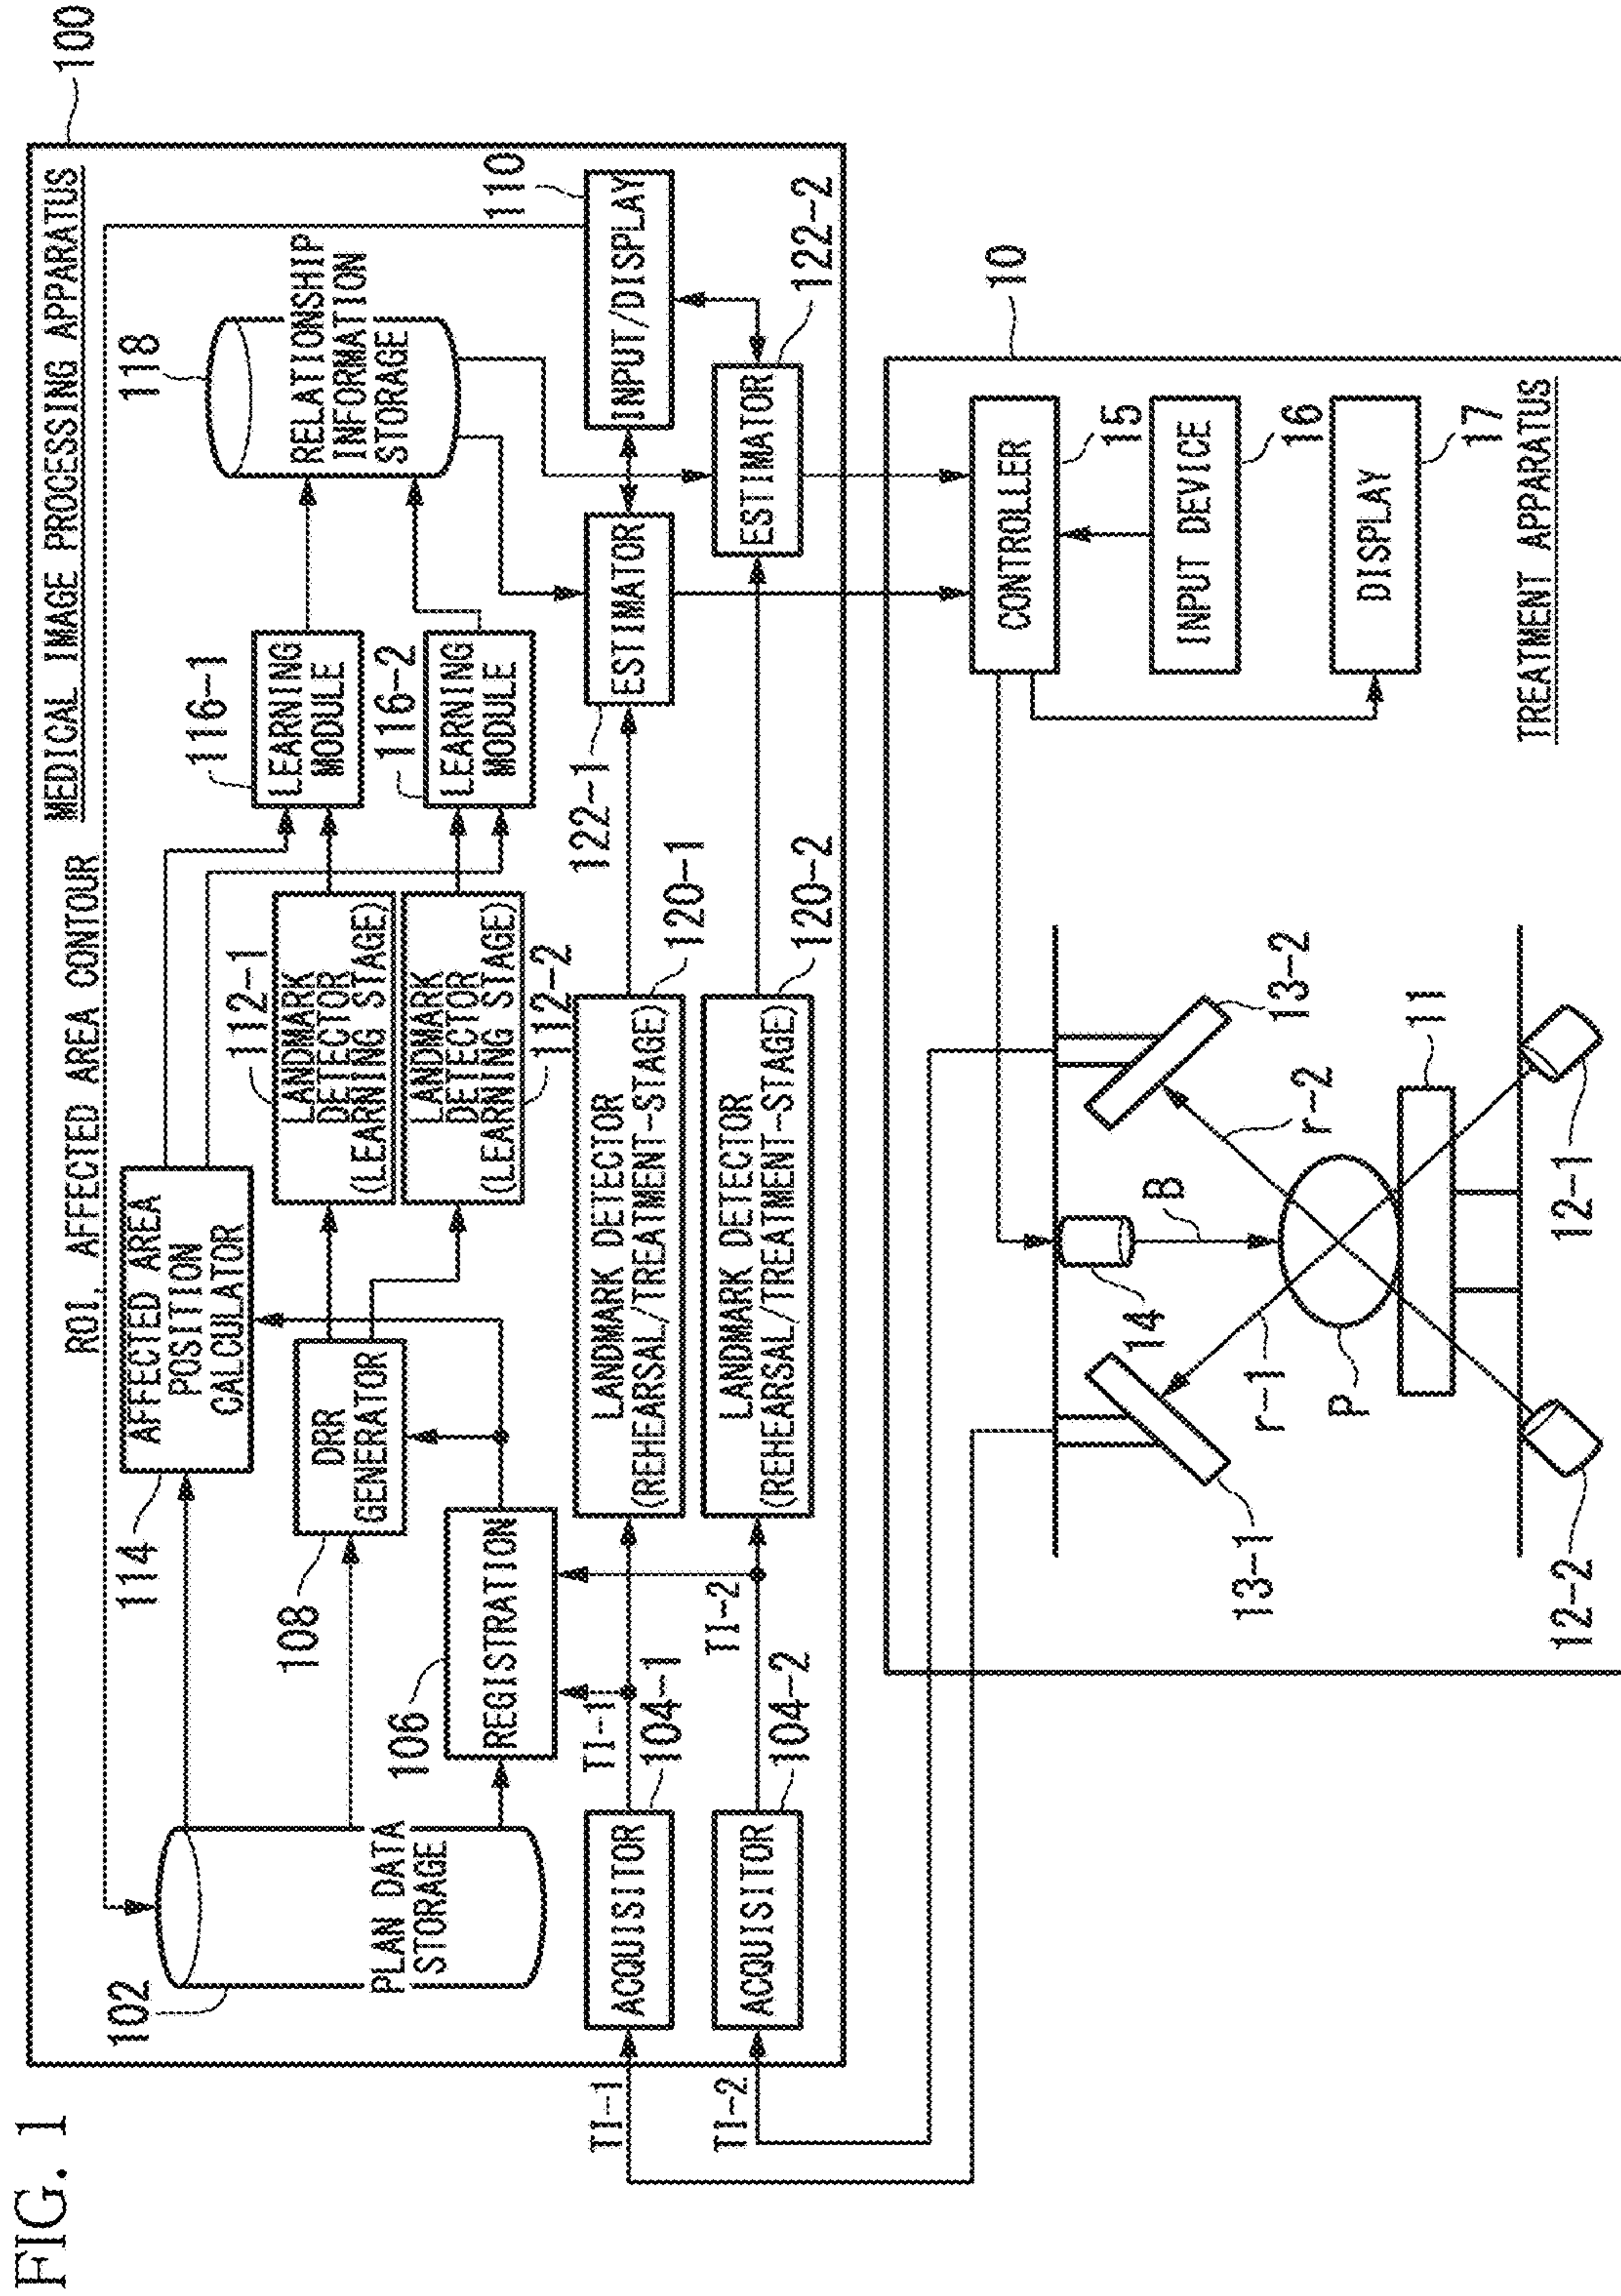 FIG. 1
100
MEDICAL IMAGE PROCESSING APPARATUS
ROI, AFFECTED AREA CONTOUR
102
PLAN DATA
STORAGE
114
AFFECTED AREA
POSITION
CALCULATOR
108
DRR
GENERATOR
106
REGISTRATION
112-1
LANDMARK
DETECTOR
(LEARNING STAGE)
LANDMARK
DETECTOR
(LEARNING STAGE)
112-2
116-1
LEARNING
MODULE
116-2
LEARNING
MODULE
118
RELATIONSHIP
INFORMATION
STORAGE
110
INPUT/DISPLAY
TI-1
ACQUISITOR
104-1
TI-1
LANDMARK DETECTOR
(REHEARSAL/TREATMENT-STAGE)
120-1
122-1
ESTIMATOR
TI-2
ACQUISITOR
104-2
TI-2
LANDMARK DETECTOR
(REHEARSAL/TREATMENT-STAGE)
120-2
ESTIMATOR
122-2
10
CONTROLLER
15
INPUT DEVICE
16
DISPLAY
17
TREATMENT APPARATUS
13-1
14
13-2
B
r-1
r-2
P
11
12-2
12-1